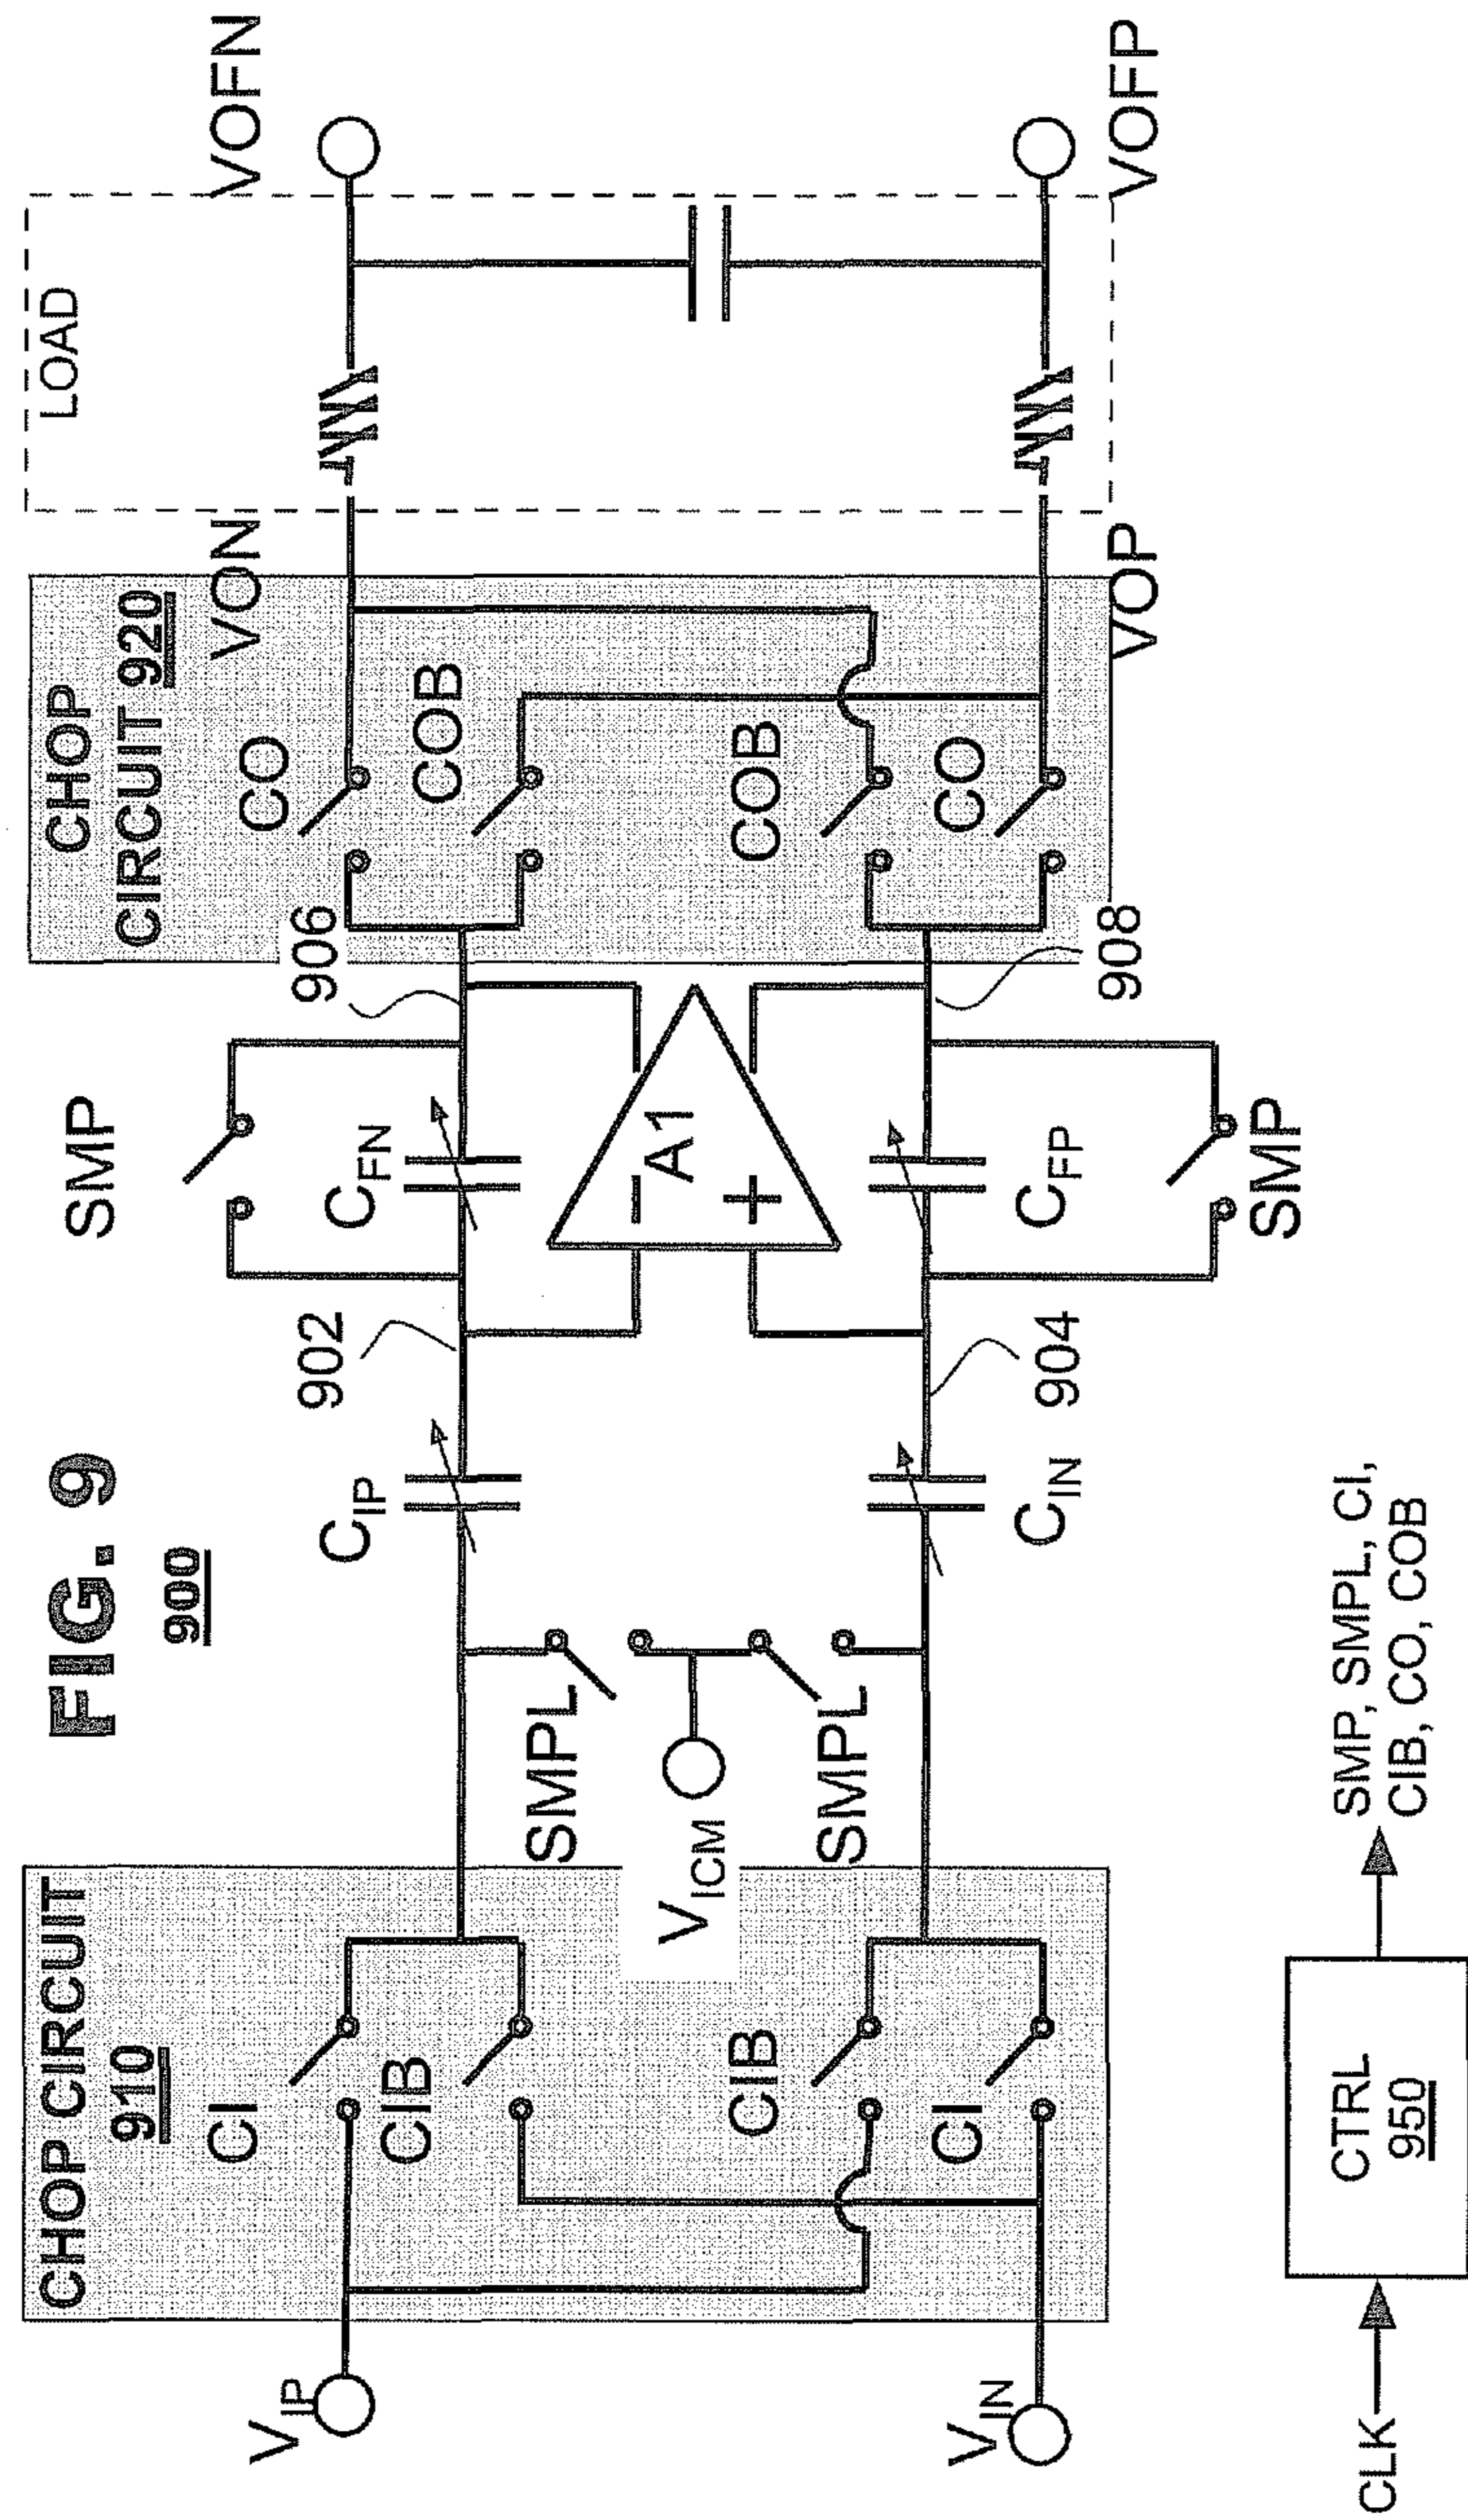 FIG. 9
900
CHOP CIRCUIT
910
CI
CIB
CIB
CI
V_IP
V_IN
SMPL
V_ICM
SMPL
C_IP
C_IN
902
904
SMP
C_FN
A1
C_FP
SMP
906
908
CHOP
CIRCUIT 920
CO
COB
COB
CO
VON
VOP
LOAD
VOFN
VOFP
CLK
CTRL
950
SMP, SMPL, CI,
CIB, CO, COB